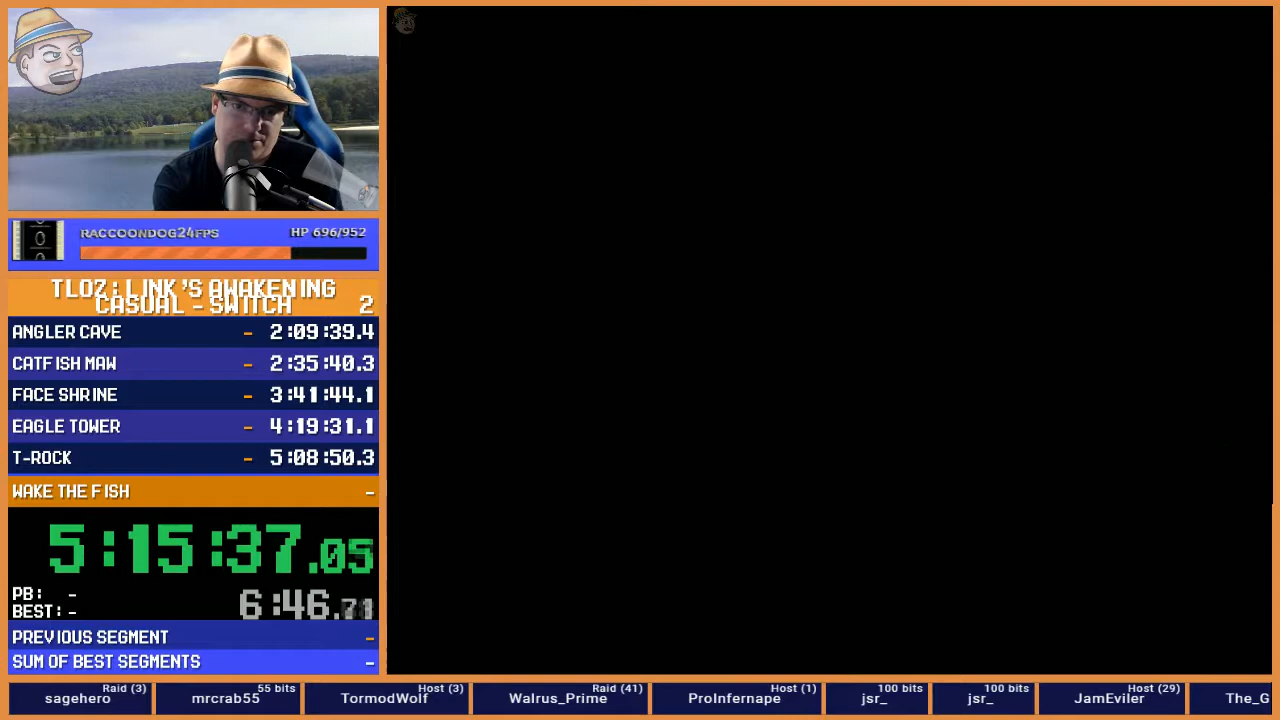 RACCOONDOG24FPS HP 696/952
TLOZ: LINK'S AWAKENING
CASUAL - SWITCH 2
ANGLER CAVE - 2:09:39.4
CATFISH MAW - 2:35:40.3
FACE SHRINE - 3:41:44.1
EAGLE TOWER - 4:19:31.1
T-ROCK - 5:08:50.3
WAKE THE FISH -
5:15:37.05
PB: -
BEST: -
6:46.71
PREVIOUS SEGMENT -
SUM OF BEST SEGMENTS -
Raid (3)
sagehero
55 bits
mrcrab55
Host (3)
TormodWolf
Raid (41)
Walrus_Prime
Host (1)
ProInfernape
100 bits
jsr_
100 bits
jsr_
Host (29)
JamEviler
The_G